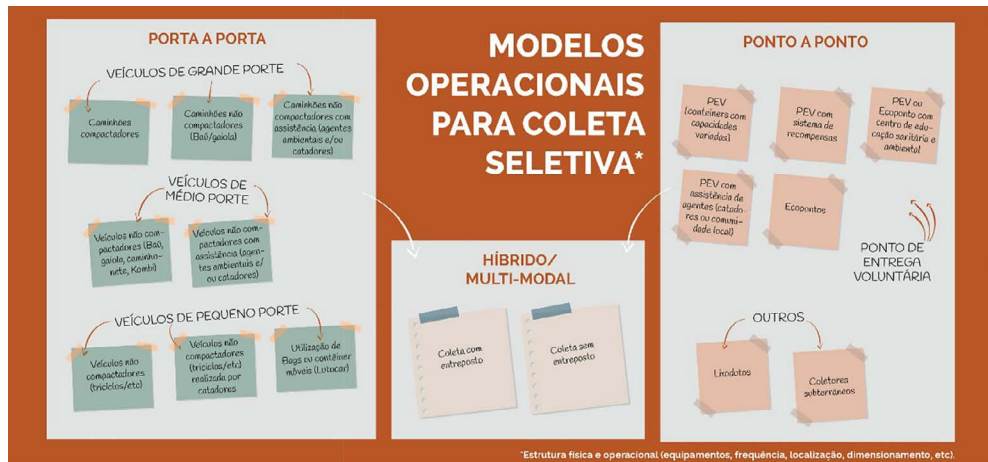 PORTA A PORTA
VEÍCULOS DE GRANDE PORTE
Caminhões
compactadores
Caminhões não
compactadores
(Baú/gaiola)
Caminhões não
compactadores com
assistência (agentes
ambientais e/ou
catadores)
VEÍCULOS DE
MÉDIO PORTE
Veículos não com-
pactadores (Baú,
gaiola, caminho-
nete, Kombi)
Veículos não com-
pactadores com
assistência (agen-
tes ambientais e/
ou catadores)
VEÍCULOS DE PEQUENO PORTE
Veículos não
compactadores
(triciclos/etc)
Veículos não
compactadores
(triciclos/etc)
realizada por
catadores
Utilização de
Bags ou contêiner
móveis (Lutucar)
MODELOS
OPERACIONAIS
PARA COLETA
SELETIVA*
HÍBRIDO/
MULTI-MODAL
Coleta com
entreposto
Coleta sem
entreposto
PONTO A PONTO
PEV
(contêiners com
capacidades
variadas)
PEV com
sistema de
recompensas
PEV ou
Ecoponto com
centro de edu-
cação sanitária e
ambiental
PEV com
assistência de
agentes (catado-
res ou comuni-
dade local)
Ecopontos
PONTO DE
ENTREGA
VOLUNTÁRIA
OUTROS
Lixodutos
Coletores
subterrâneos
*Estrutura física e operacional (equipamentos, frequência, localização, dimensionamento, etc).